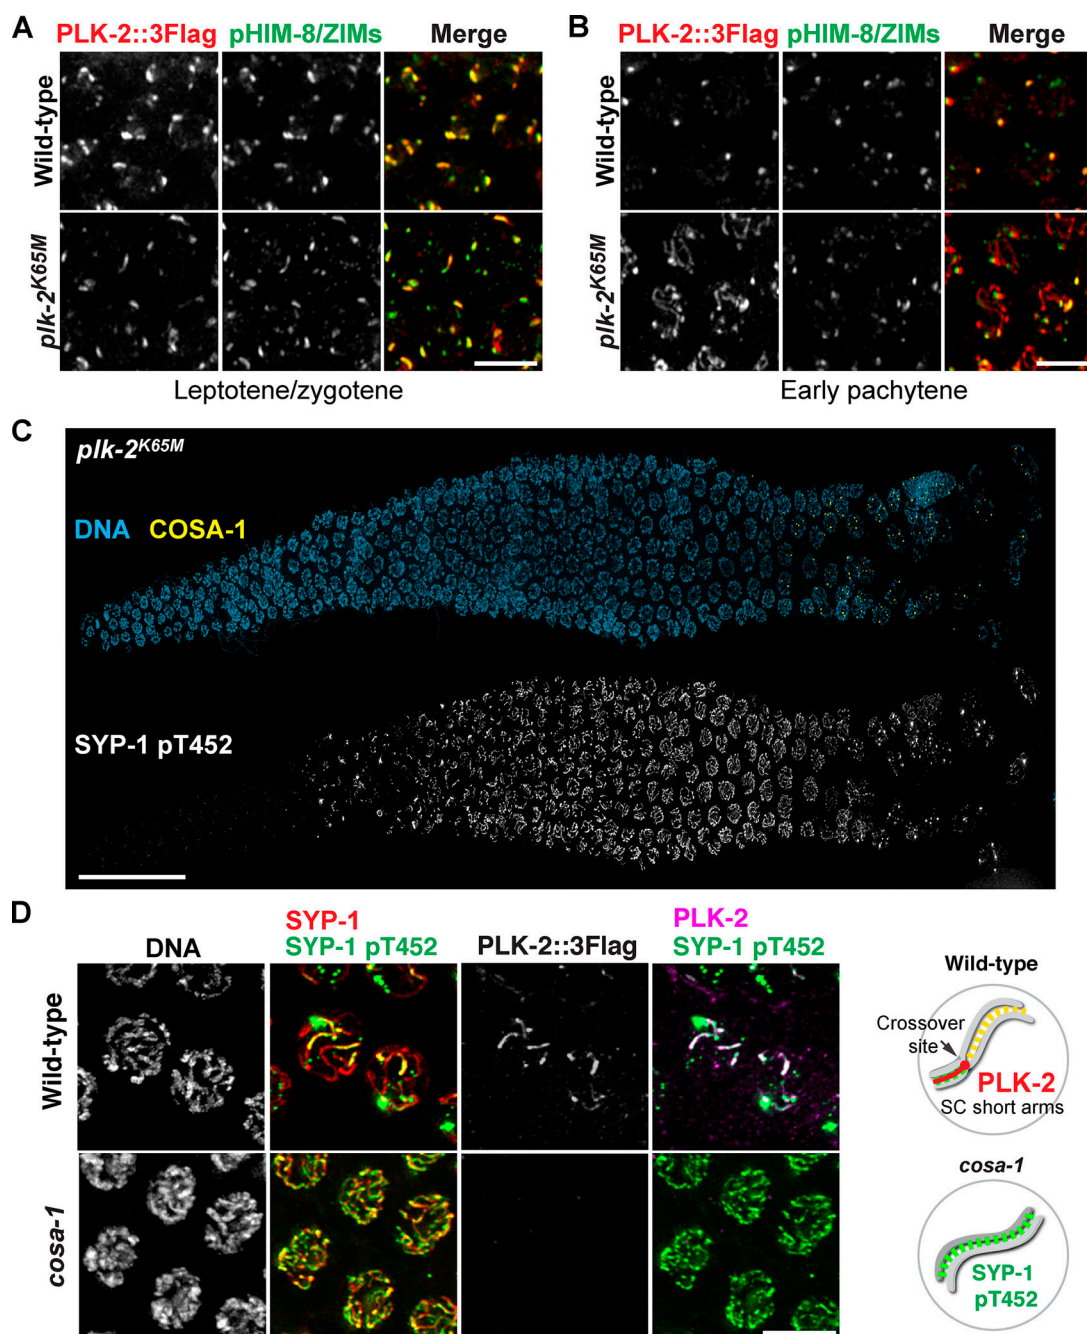 A
PLK-2::3Flag pHIM-8/ZIMs Merge
Wild-type
plk-2K65M
Leptotene/zygotene
B
PLK-2::3Flag pHIM-8/ZIMs Merge
Wild-type
plk-2K65M
Early pachytene
C
plk-2K65M
DNA COSA-1
SYP-1 pT452
D
DNA
SYP-1
SYP-1 pT452
PLK-2::3Flag
PLK-2
SYP-1 pT452
Wild-type
cosa-1
Wild-type
Crossover
site
PLK-2
SC short arms
cosa-1
SYP-1
pT452